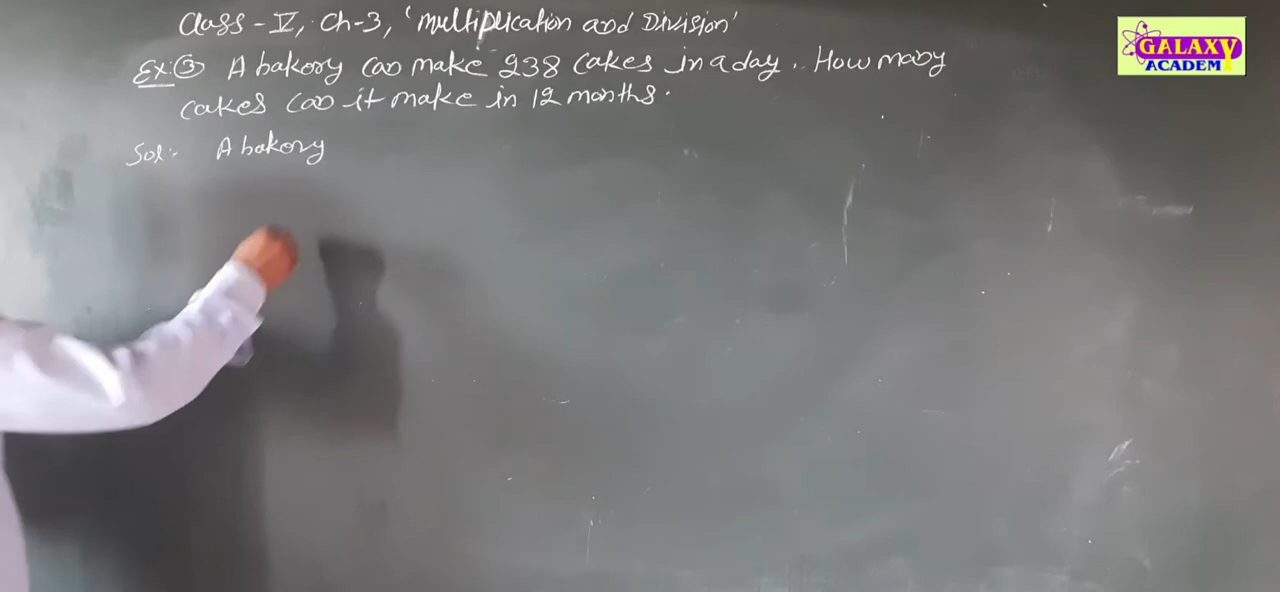 Class - V, Ch-3, 'Multiplication and Division'
Ex:③ A bakery can make 238 cakes in a day. How many
cakes can it make in 12 months.
Sol:- A bakery
GALAXY
ACADEM